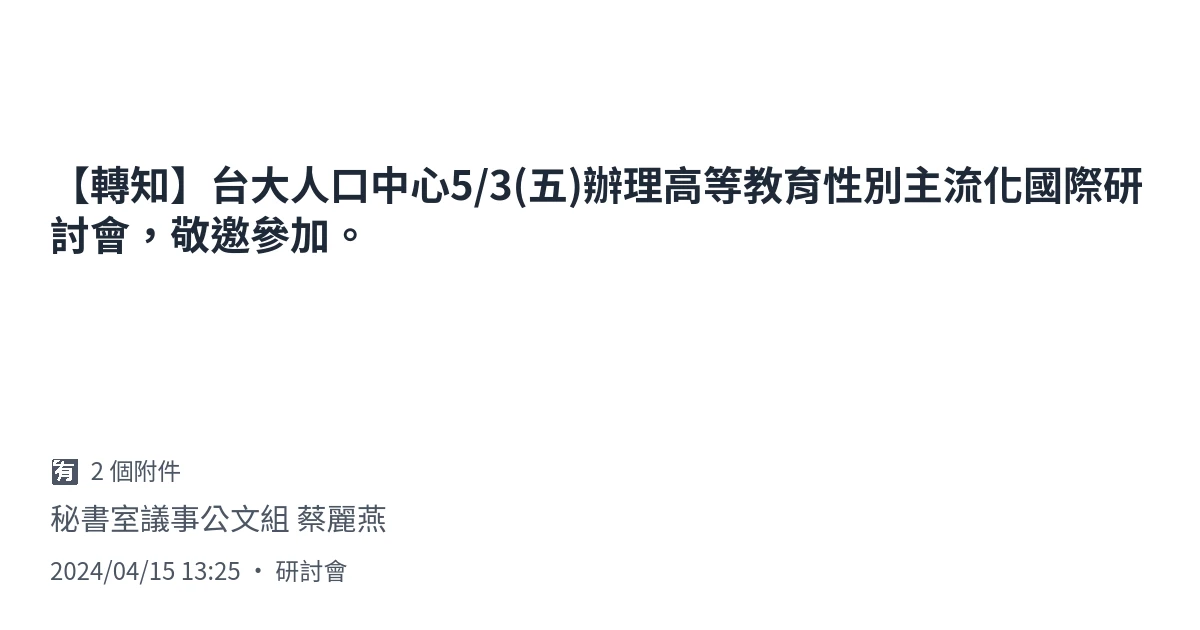 【轉知】台大人口中心5/3(五)辦理高等教育性別主流化國際研
討會，敬邀參加。
🈶 2 個附件
秘書室議事公文組 蔡麗燕
2024/04/15 13:25 • 研討會